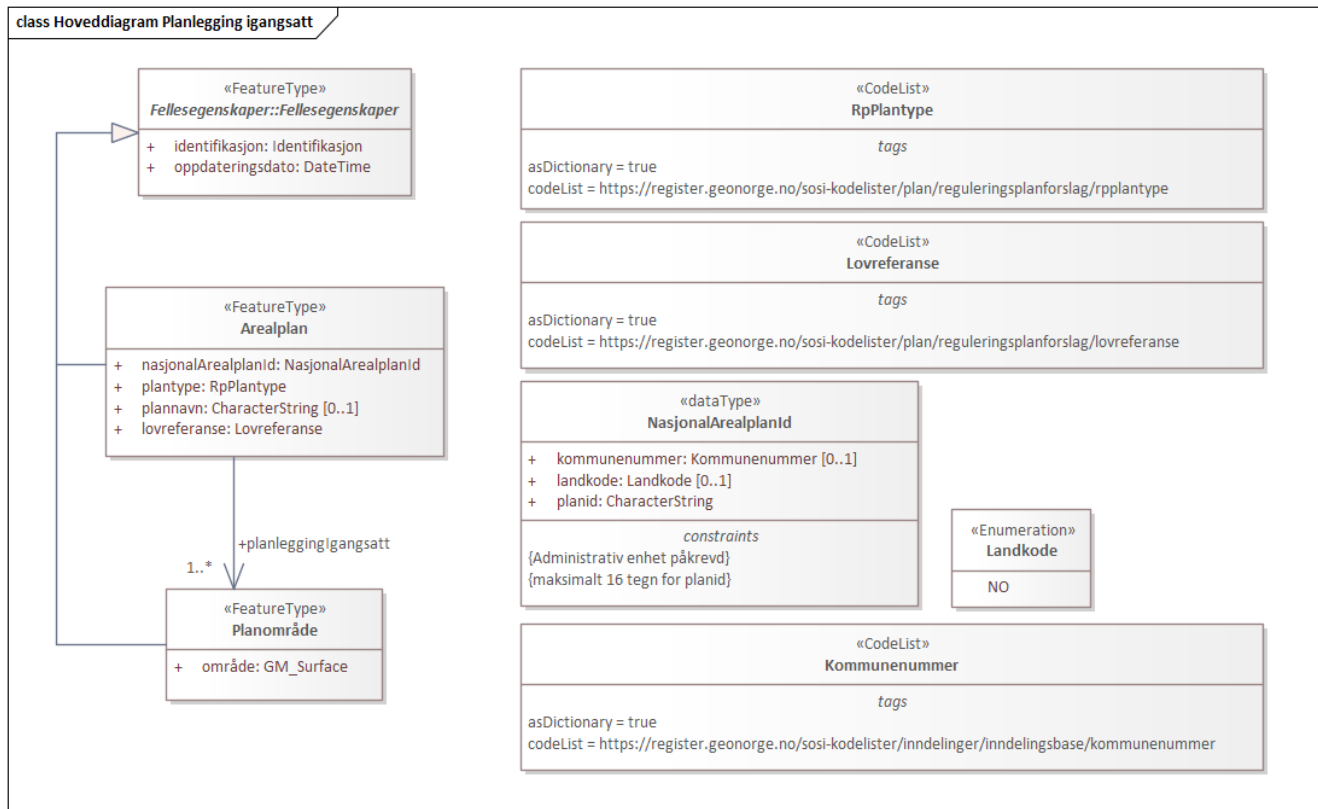 class Hoveddiagram Planlegging igangsatt
«FeatureType»
Fellesegenskaper::Fellesegenskaper
+ identifikasjon: Identifikasjon
+ oppdateringsdato: DateTime
«FeatureType»
Arealplan
+ nasjonalArealplanId: NasjonalArealplanId
+ plantype: RpPlantype
+ plannavn: CharacterString [0..1]
+ lovreferanse: Lovreferanse
+planleggingIgangsatt
1..*
«FeatureType»
Planområde
+ område: GM_Surface
«CodeList»
RpPlantype
tags
asDictionary = true
codeList = https://register.geonorge.no/sosi-kodelister/plan/reguleringsplanforslag/rpplantype
«CodeList»
Lovreferanse
tags
asDictionary = true
codeList = https://register.geonorge.no/sosi-kodelister/plan/reguleringsplanforslag/lovreferanse
«dataType»
NasjonalArealplanId
+ kommunenummer: Kommunenummer [0..1]
+ landkode: Landkode [0..1]
+ planid: CharacterString
constraints
{Administrativ enhet påkrevd}
{maksimalt 16 tegn for planid}
«Enumeration»
Landkode
NO
«CodeList»
Kommunenummer
tags
asDictionary = true
codeList = https://register.geonorge.no/sosi-kodelister/inndelinger/inndelingsbase/kommunenummer